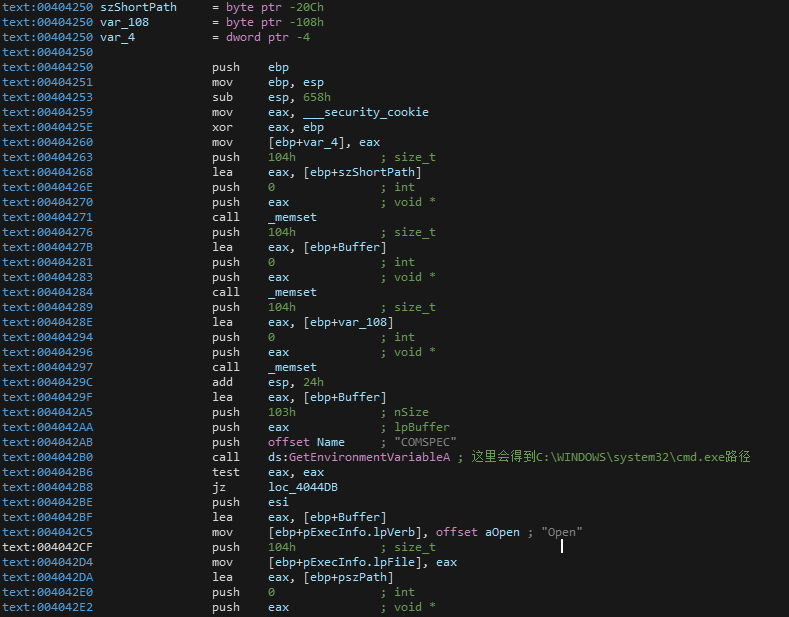 text:00404250 szShortPath = byte ptr -20Ch
text:00404250 var_108 = byte ptr -108h
text:00404250 var_4 = dword ptr -4
text:00404250
text:00404250 push ebp
text:00404251 mov ebp, esp
text:00404253 sub esp, 658h
text:00404259 mov eax, ___security_cookie
text:0040425E xor eax, ebp
text:00404260 mov [ebp+var_4], eax
text:00404263 push 104h ; size_t
text:00404268 lea eax, [ebp+szShortPath]
text:0040426E push 0 ; int
text:00404270 push eax ; void *
text:00404271 call _memset
text:00404276 push 104h ; size_t
text:0040427B lea eax, [ebp+Buffer]
text:00404281 push 0 ; int
text:00404283 push eax ; void *
text:00404284 call _memset
text:00404289 push 104h ; size_t
text:0040428E lea eax, [ebp+var_108]
text:00404294 push 0 ; int
text:00404296 push eax ; void *
text:00404297 call _memset
text:0040429C add esp, 24h
text:0040429F lea eax, [ebp+Buffer]
text:004042A5 push 103h ; nSize
text:004042AA push eax ; lpBuffer
text:004042AB push offset Name ; "COMSPEC"
text:004042B0 call ds:GetEnvironmentVariableA ; 这里会得到C:\WINDOWS\system32\cmd.exe路径
text:004042B6 test eax, eax
text:004042B8 jz loc_4044DB
text:004042BE push esi
text:004042BF lea eax, [ebp+Buffer]
text:004042C5 mov [ebp+pExecInfo.lpVerb], offset aOpen ; "Open"
text:004042CF push 104h ; size_t
text:004042D4 mov [ebp+pExecInfo.lpFile], eax
text:004042DA lea eax, [ebp+pszPath]
text:004042E0 push 0 ; int
text:004042E2 push eax ; void *